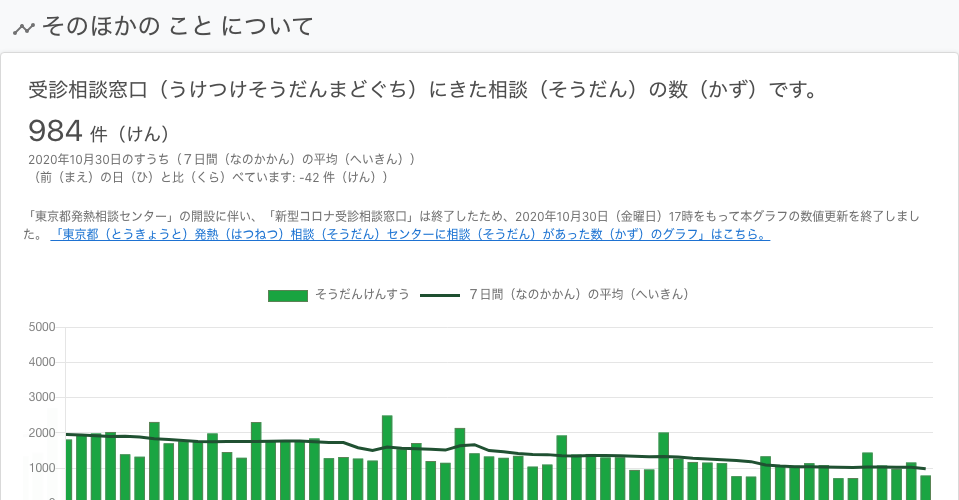 そのほかの こと について
受診相談窓口（うけつけそうだんまどぐち）にきた相談（そうだん）の数（かず）です。
984 件（けん）
2020年10月30日のすうち（７日間（なのかかん）の平均（へいきん））
（前（まえ）の日（ひ）と比（くら）べています: -42 件（けん））
「東京都発熱相談センター」の開設に伴い、「新型コロナ受診相談窓口」は終了したため、2020年10月30日（金曜日）17時をもって本グラフの数値更新を終了しまし
た。 「東京都（とうきょうと）発熱（はつねつ）相談（そうだん）センターに相談（そうだん）があった数（かず）のグラフ」はこちら。
そうだんけんすう ７日間（なのかかん）の平均（へいきん）
5000
4000
3000
2000
1000